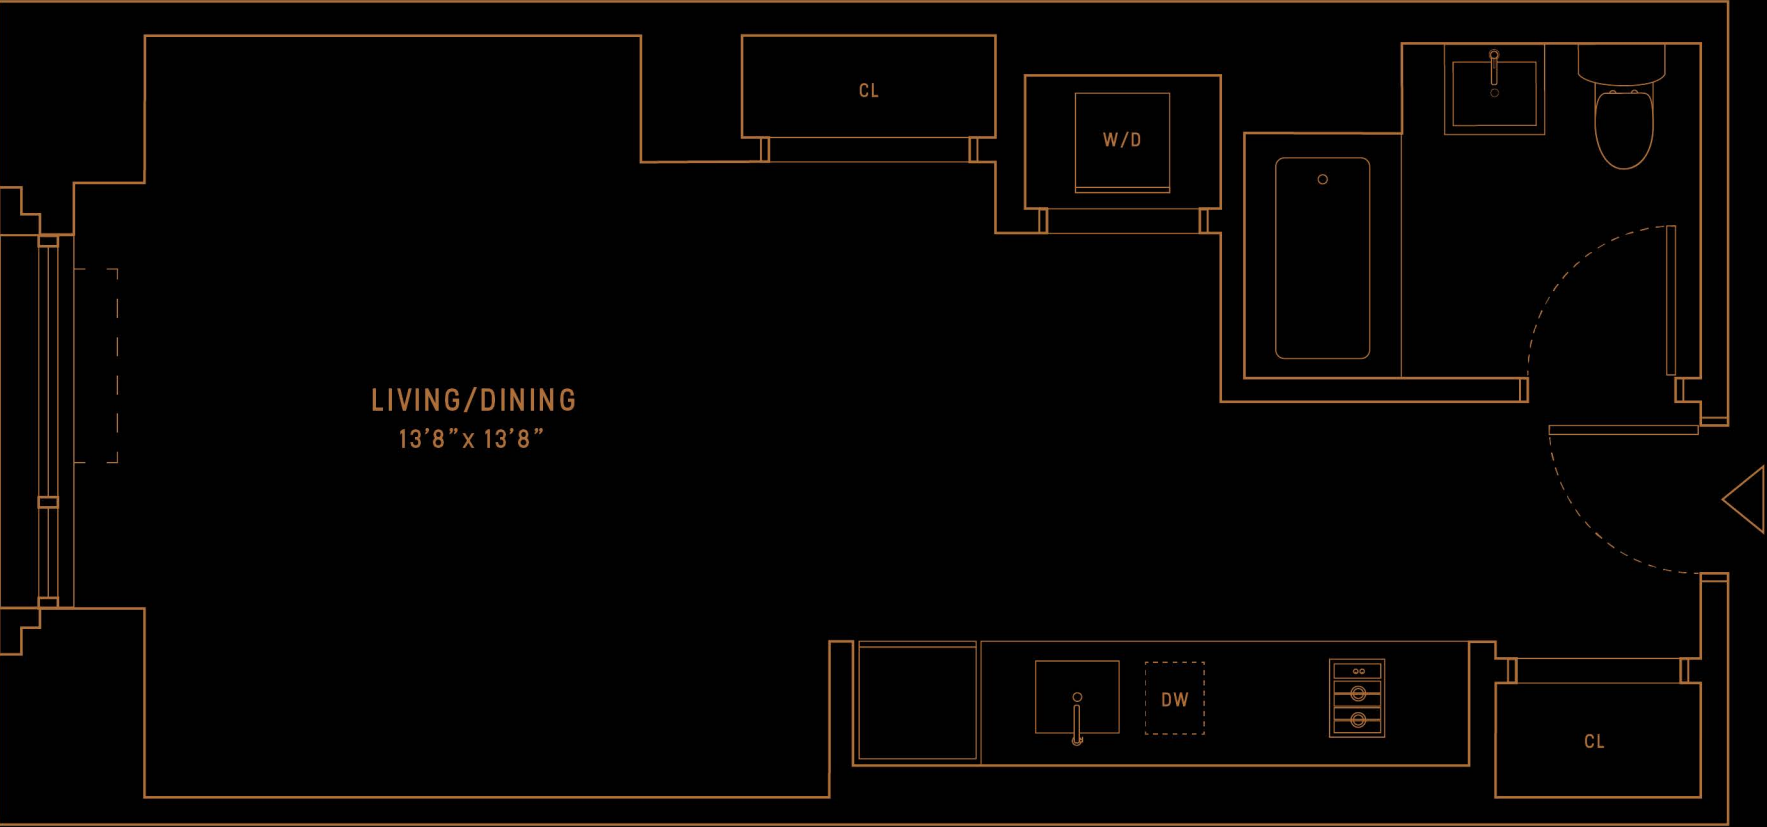 CL
W/D
LIVING/DINING
13’8” x 13’8”
DW
CL